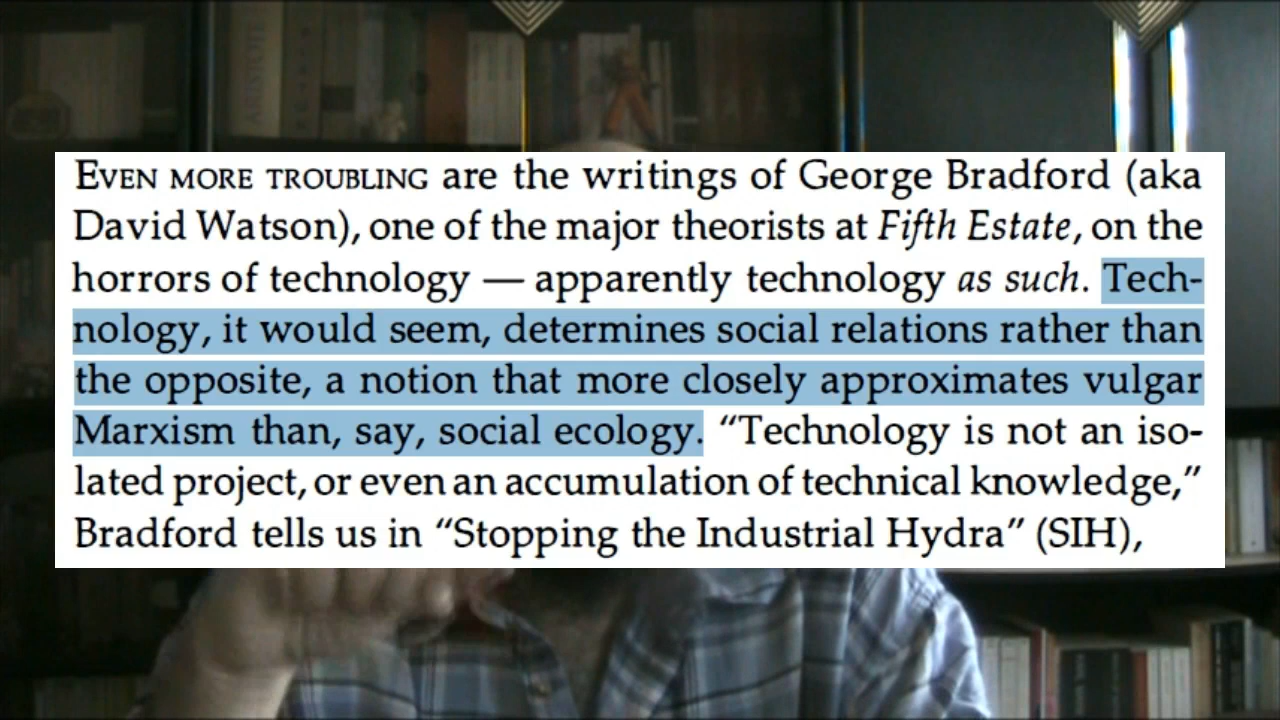 EVEN MORE TROUBLING are the writings of George Bradford (aka
David Watson), one of the major theorists at Fifth Estate, on the
horrors of technology — apparently technology as such. Tech-
nology, it would seem, determines social relations rather than
the opposite, a notion that more closely approximates vulgar
Marxism than, say, social ecology. “Technology is not an iso-
lated project, or even an accumulation of technical knowledge,”
Bradford tells us in “Stopping the Industrial Hydra” (SIH),